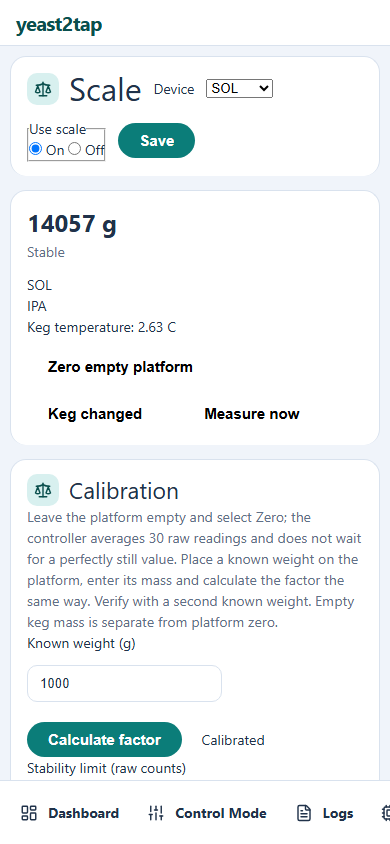 yeast2tap
Scale Device SOL
Use scale
On Off Save
14057 g
Stable
SOL
IPA
Keg temperature: 2.63 C
Zero empty platform
Keg changed Measure now
Calibration
Leave the platform empty and select Zero; the
controller averages 30 raw readings and does not wait
for a perfectly still value. Place a known weight on the
platform, enter its mass and calculate the factor the
same way. Verify with a second known weight. Empty
keg mass is separate from platform zero.
Known weight (g)
1000
Calculate factor Calibrated
Stability limit (raw counts)
Dashboard Control Mode Logs